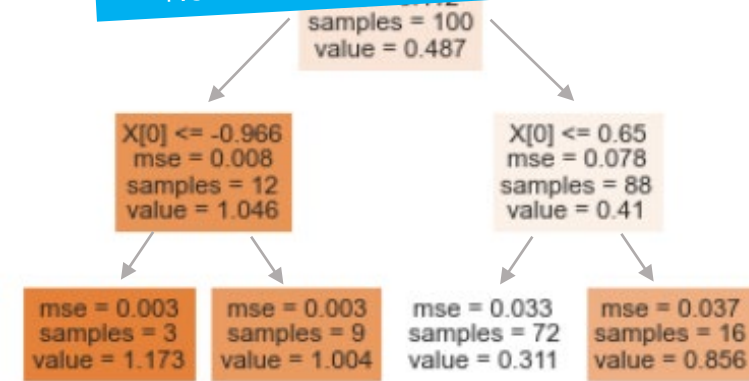 samples = 100
value = 0.487
X[0] <= -0.966
mse = 0.008
samples = 12
value = 1.046
X[0] <= 0.65
mse = 0.078
samples = 88
value = 0.41
mse = 0.003
samples = 3
value = 1.173
mse = 0.003
samples = 9
value = 1.004
mse = 0.033
samples = 72
value = 0.311
mse = 0.037
samples = 16
value = 0.856